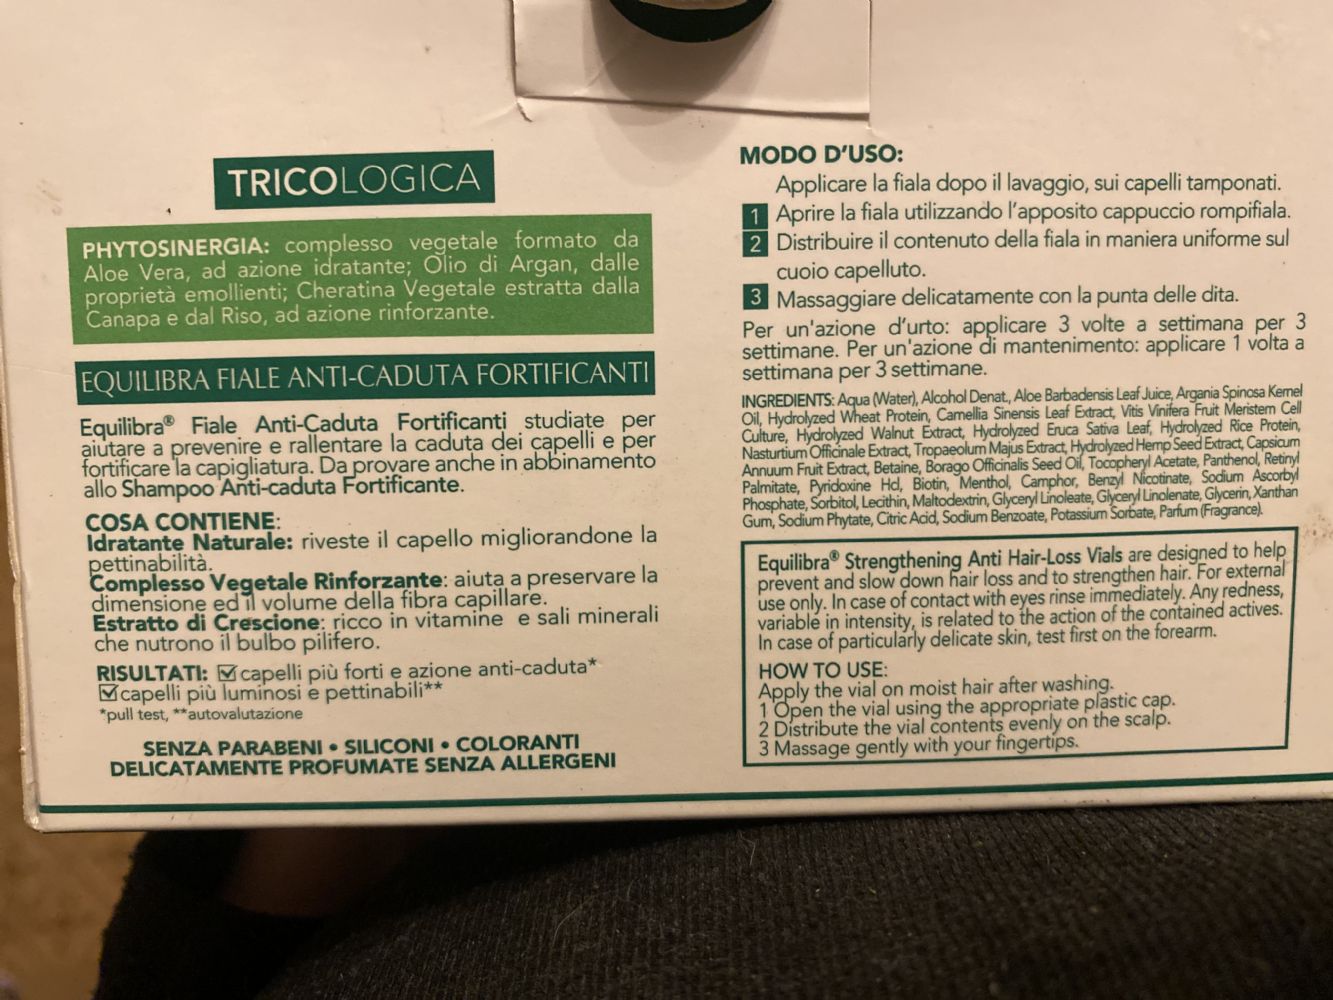 TRICOLOGICA
PHYTOSINERGIA: complesso vegetale formato da
Aloe Vera, ad azione idratante; Olio di Argan, dalle
proprietà emollienti; Cheratina Vegetale estratta dalla
Canapa e dal Riso, ad azione rinforzante.
EQUILIBRA FIALE ANTI-CADUTA FORTIFICANTI
Equilibra® Fiale Anti-Caduta Fortificanti studiate per
aiutare a prevenire e rallentare la caduta dei capelli e per
fortificare la capigliatura. Da provare anche in abbinamento
allo Shampoo Anti-caduta Fortificante.
COSA CONTIENE:
Idratante Naturale: riveste il capello migliorandone la
pettinabilità.
Complesso Vegetale Rinforzante: aiuta a preservare la
dimensione ed il volume della fibra capillare.
Estratto di Crescione: ricco in vitamine e sali minerali
che nutrono il bulbo pilifero.
RISULTATI: ☑capelli più forti e azione anti-caduta*
☑capelli più luminosi e pettinabili**
*pull test, **autovalutazione
SENZA PARABENI • SILICONI • COLORANTI
DELICATAMENTE PROFUMATE SENZA ALLERGENI
MODO D'USO:
Applicare la fiala dopo il lavaggio, sui capelli tamponati.
1 Aprire la fiala utilizzando l'apposito cappuccio rompifiala.
2 Distribuire il contenuto della fiala in maniera uniforme sul
cuoio capelluto.
3 Massaggiare delicatamente con la punta delle dita.
Per un'azione d'urto: applicare 3 volte a settimana per 3
settimane. Per un'azione di mantenimento: applicare 1 volta a
settimana per 3 settimane.
INGREDIENTS: Aqua (Water), Alcohol Denat., Aloe Barbadensis Leaf Juice, Argania Spinosa Kernel
Oil, Hydrolyzed Wheat Protein, Camellia Sinensis Leaf Extract, Vitis Vinifera Fruit Meristem Cell
Culture, Hydrolyzed Walnut Extract, Hydrolyzed Eruca Sativa Leaf, Hydrolyzed Rice Protein,
Nasturtium Officinale Extract, Tropaeolum Majus Extract, Hydrolyzed Hemp Seed Extract, Capsicum
Annuum Fruit Extract, Betaine, Borago Officinalis Seed Oil, Tocopheryl Acetate, Panthenol, Retinyl
Palmitate, Pyridoxine Hcl, Biotin, Menthol, Camphor, Benzyl Nicotinate, Sodium Ascorbyl
Phosphate, Sorbitol, Lecithin, Maltodextrin, Glyceryl Linoleate, Glyceryl Linolenate, Glycerin, Xanthan
Gum, Sodium Phytate, Citric Acid, Sodium Benzoate, Potassium Sorbate, Parfum (Fragrance).
Equilibra® Strengthening Anti Hair-Loss Vials are designed to help
prevent and slow down hair loss and to strengthen hair. For external
use only. In case of contact with eyes rinse immediately. Any redness,
variable in intensity, is related to the action of the contained actives.
In case of particularly delicate skin, test first on the forearm.
HOW TO USE:
Apply the vial on moist hair after washing.
1 Open the vial using the appropriate plastic cap.
2 Distribute the vial contents evenly on the scalp.
3 Massage gently with your fingertips.